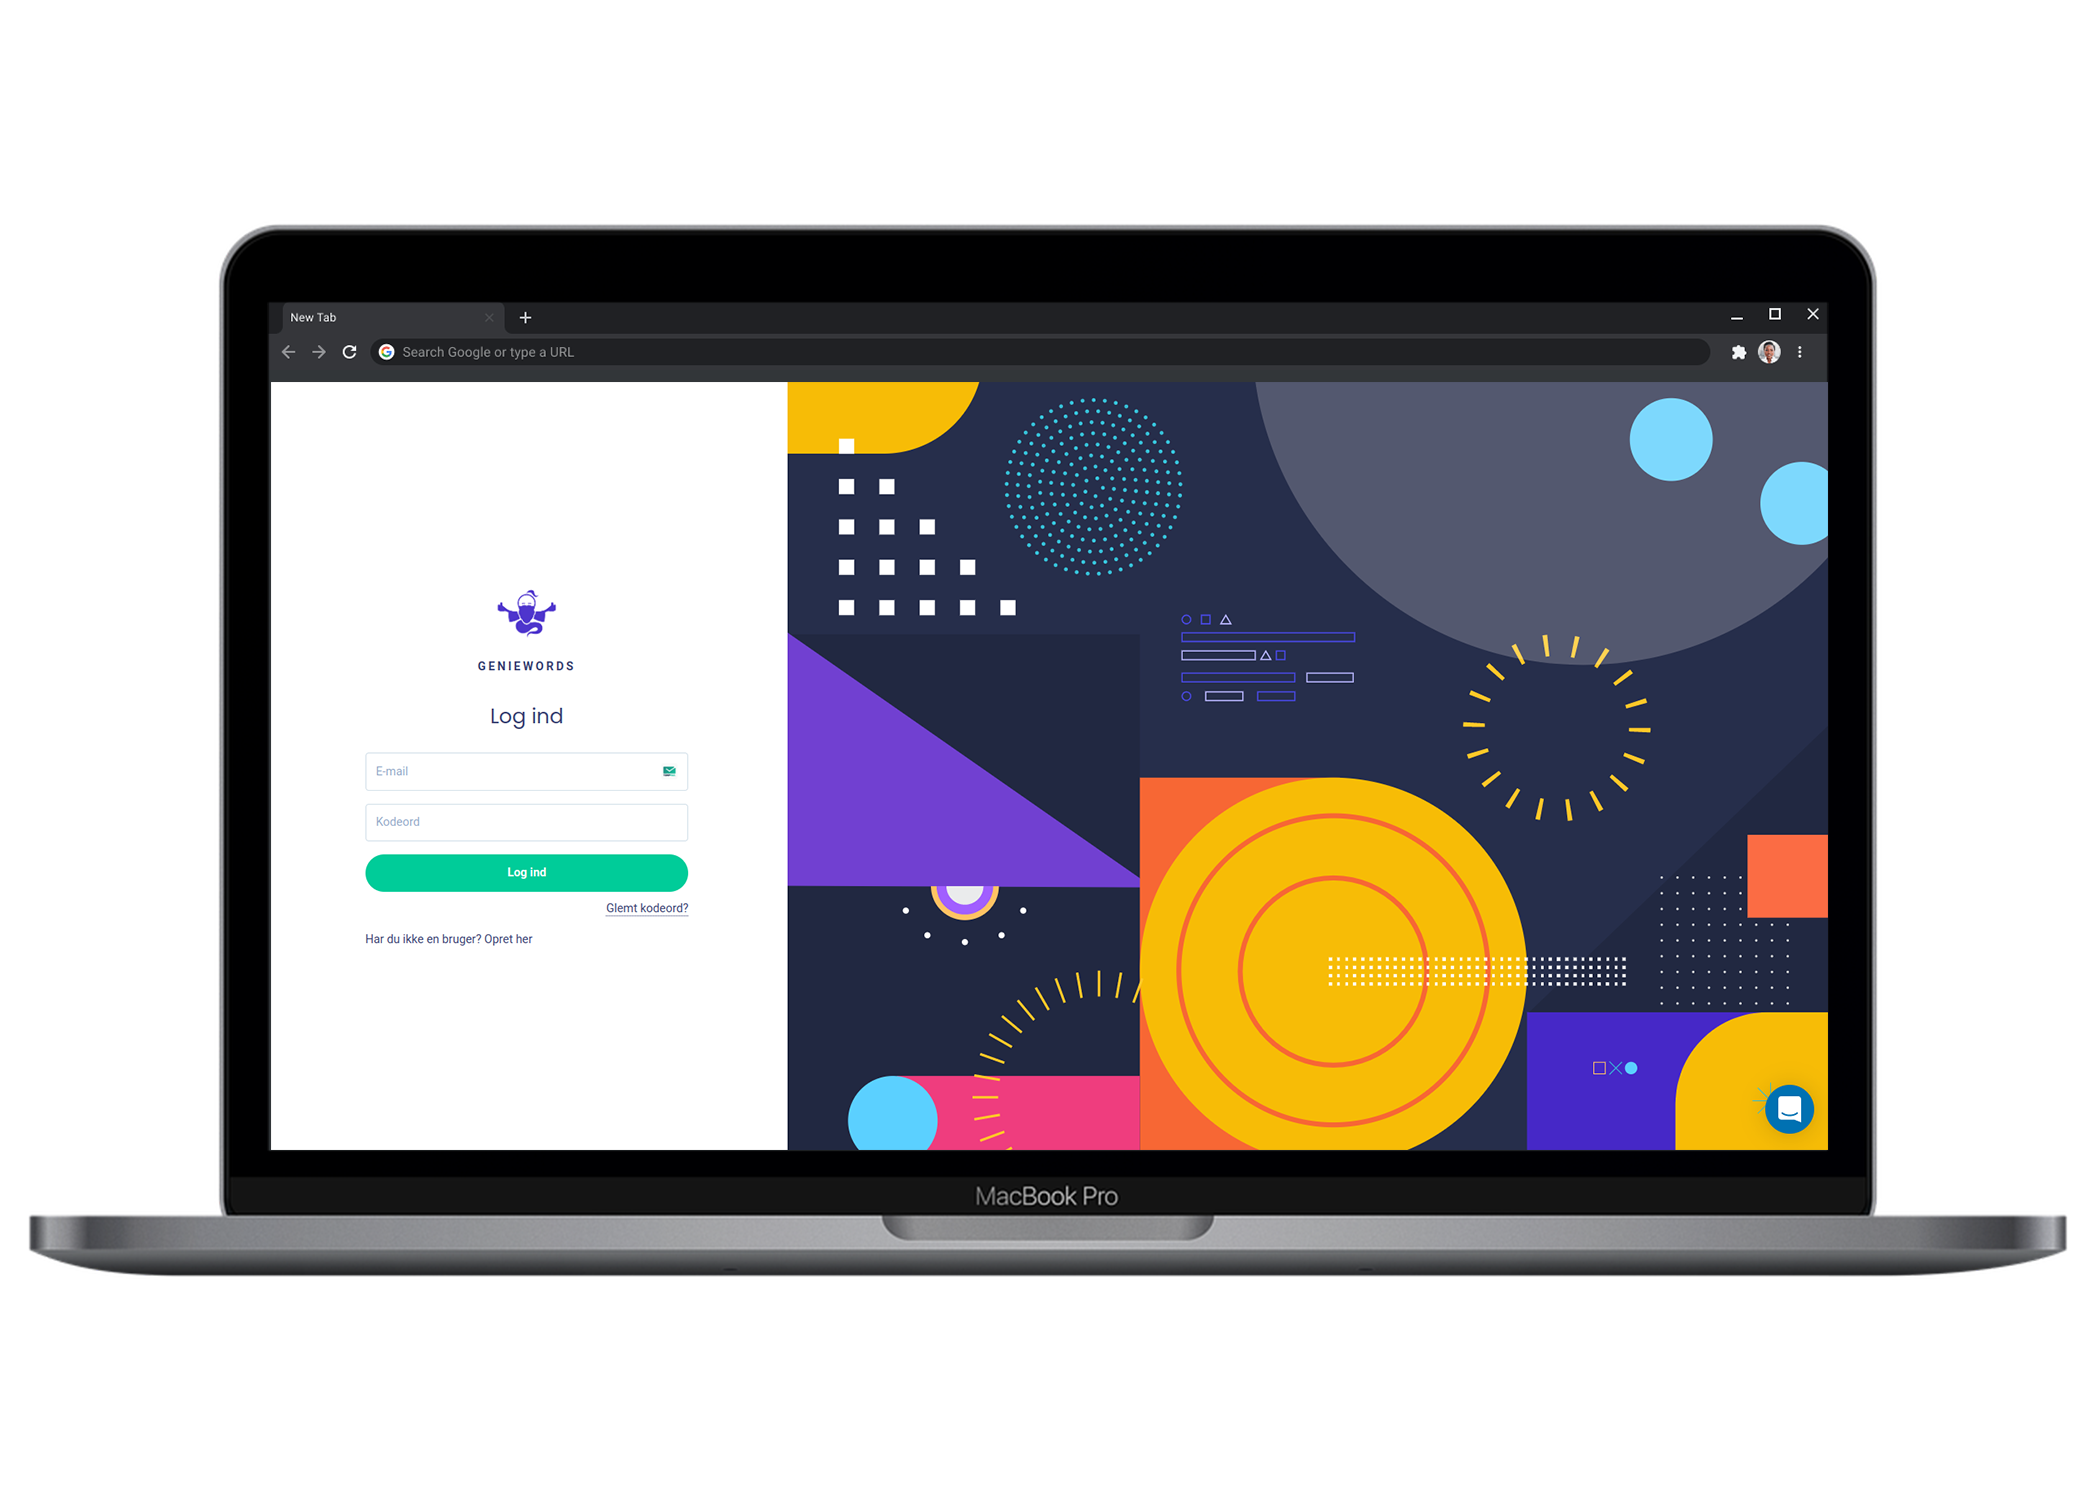 New Tab
Search Google or type a URL
GENIEWORDS
Log ind
E-mail
Kodeord
Log ind
Glemt kodeord?
Har du ikke en bruger? Opret her
MacBook Pro